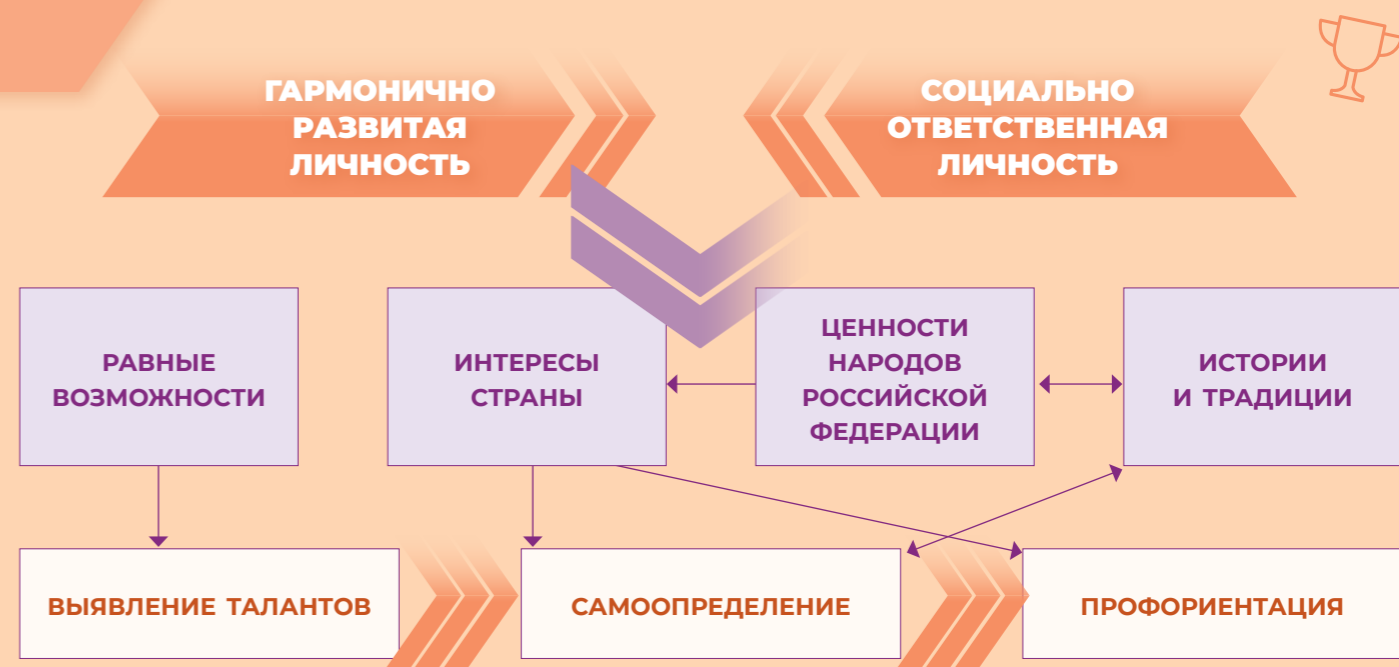 ГАРМОНИЧНО
РАЗВИТАЯ
ЛИЧНОСТЬ
СОЦИАЛЬНО
ОТВЕТСТВЕННАЯ
ЛИЧНОСТЬ
РАВНЫЕ
ВОЗМОЖНОСТИ
ИНТЕРЕСЫ
СТРАНЫ
ЦЕННОСТИ
НАРОДОВ
РОССИЙСКОЙ
ФЕДЕРАЦИИ
ИСТОРИИ
И ТРАДИЦИИ
ВЫЯВЛЕНИЕ ТАЛАНТОВ
САМООПРЕДЕЛЕНИЕ
ПРОФОРИЕНТАЦИЯ